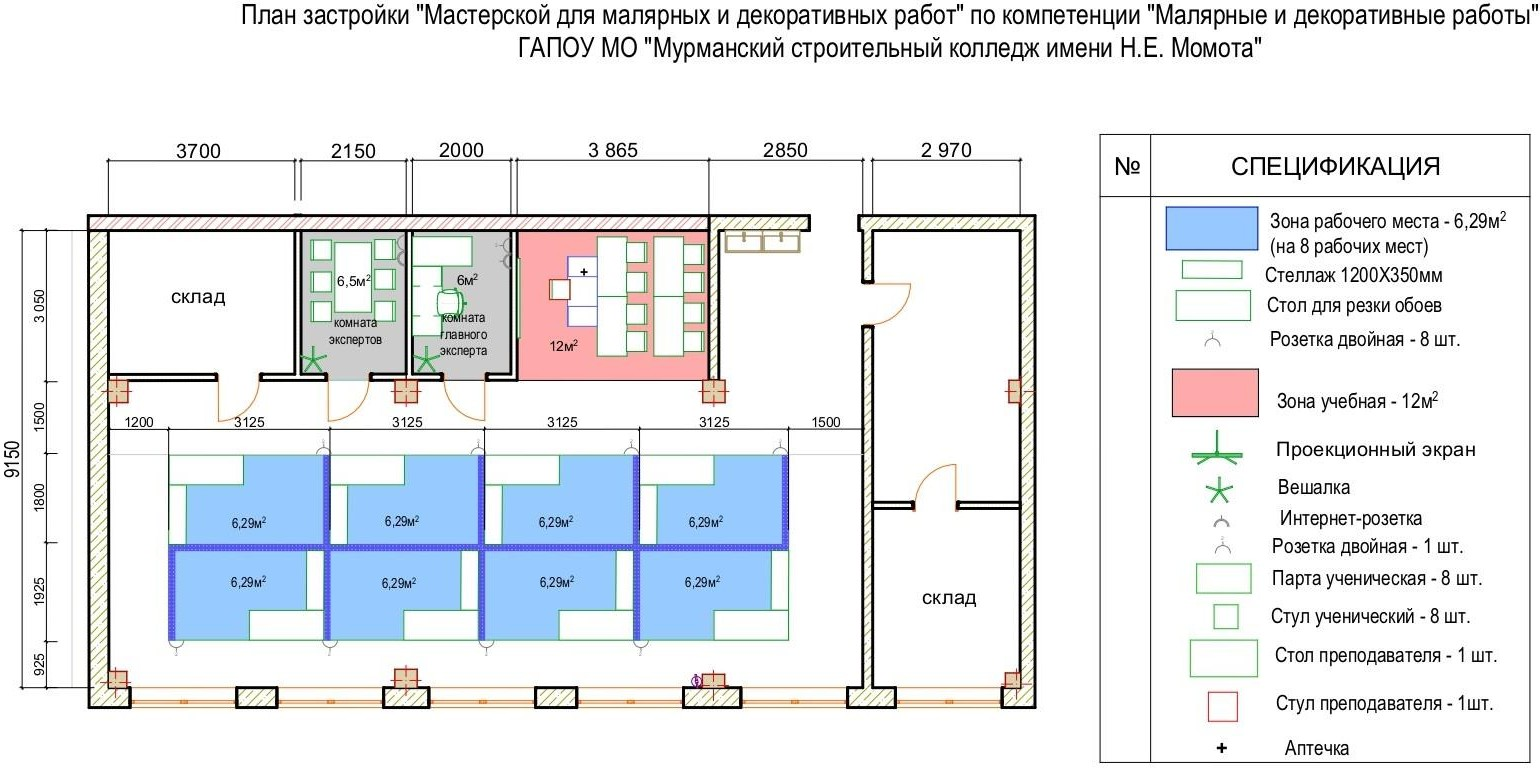 План застройки "Мастерской для малярных и декоративных работ" по компетенции "Малярные и декоративные работы"
ГАПОУ МО "Мурманский строительный колледж имени Н.Е. Момота"
3700
2150
2000
3 865
2850
2 970
9150
3 050
1500
1800
1925
925
склад
6,5м²
комната
экспертов
6м²
комната
главного
эксперта
12м²
1200
3125
3125
3125
3125
1500
6,29м²
6,29м²
6,29м²
6,29м²
6,29м²
6,29м²
6,29м²
6,29м²
склад
№
СПЕЦИФИКАЦИЯ
Зона рабочего места - 6,29м²
(на 8 рабочих мест)
Стеллаж 1200Х350мм
Стол для резки обоев
Розетка двойная - 8 шт.
Зона учебная - 12м²
Проекционный экран
Вешалка
Интернет-розетка
Розетка двойная - 1 шт.
Парта ученическая - 8 шт.
Стул ученический - 8 шт.
Стол преподавателя - 1 шт.
Стул преподавателя - 1шт.
Аптечка